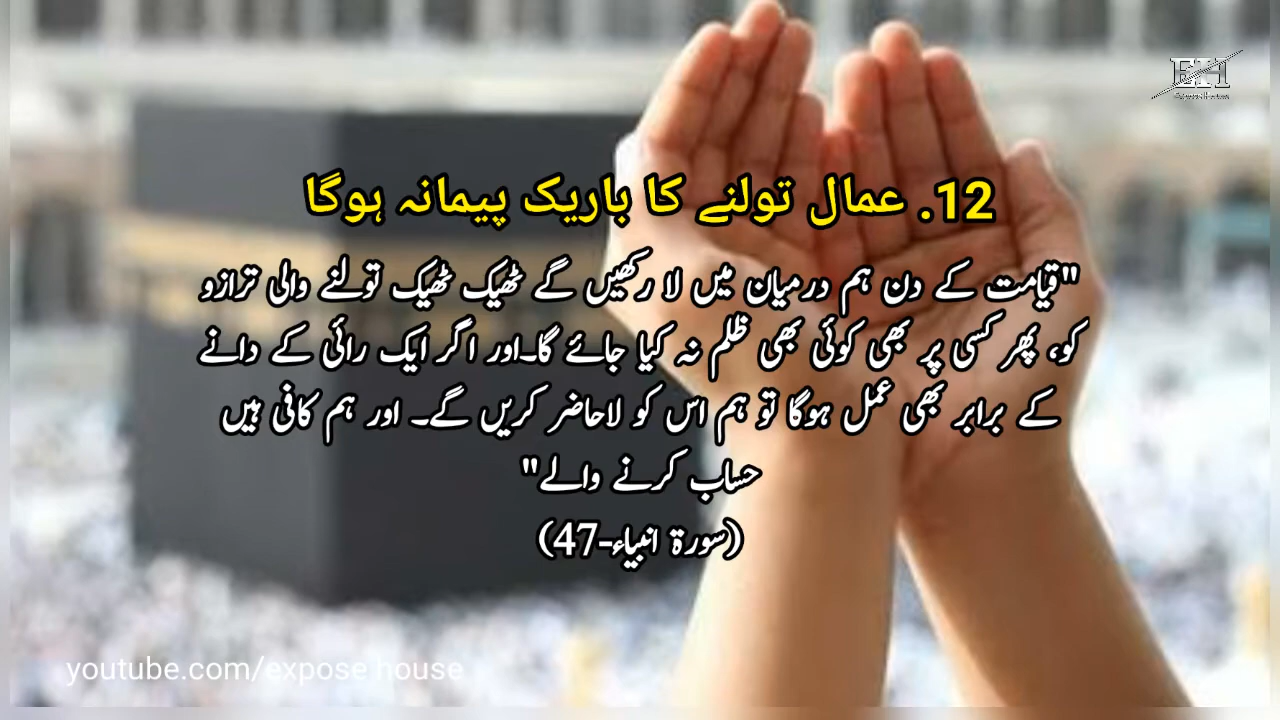 12. عمال تولنے کا باریک پیمانہ ہوگا
"قیامت کے دن ہم درمیان میں لا رکھیں گے ٹھیک ٹھیک تولنے والی ترازو
کو، پھر کسی پر بھی کوئی بھی ظلم نہ کیا جائے گا۔اور اگر ایک رائی کے دانے
کے برابر بھی عمل ہوگا تو ہم اس کو لاحاضر کریں گے۔ اور ہم کافی ہیں
حساب کرنے والے"
(سورۃ انبیاء-47)
EH
youtube.com/expose house